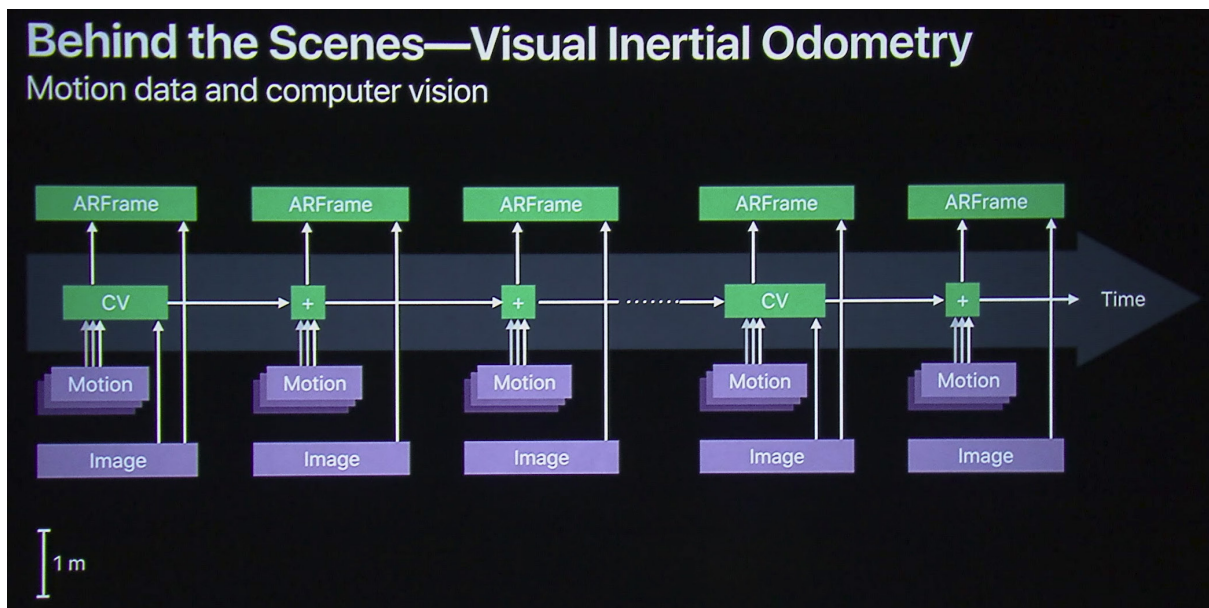 Behind the Scenes—Visual Inertial Odometry
Motion data and computer vision
ARFrame ARFrame ARFrame ARFrame ARFrame
CV + + CV + Time
Motion Motion Motion Motion Motion
Image Image Image Image Image
1 m